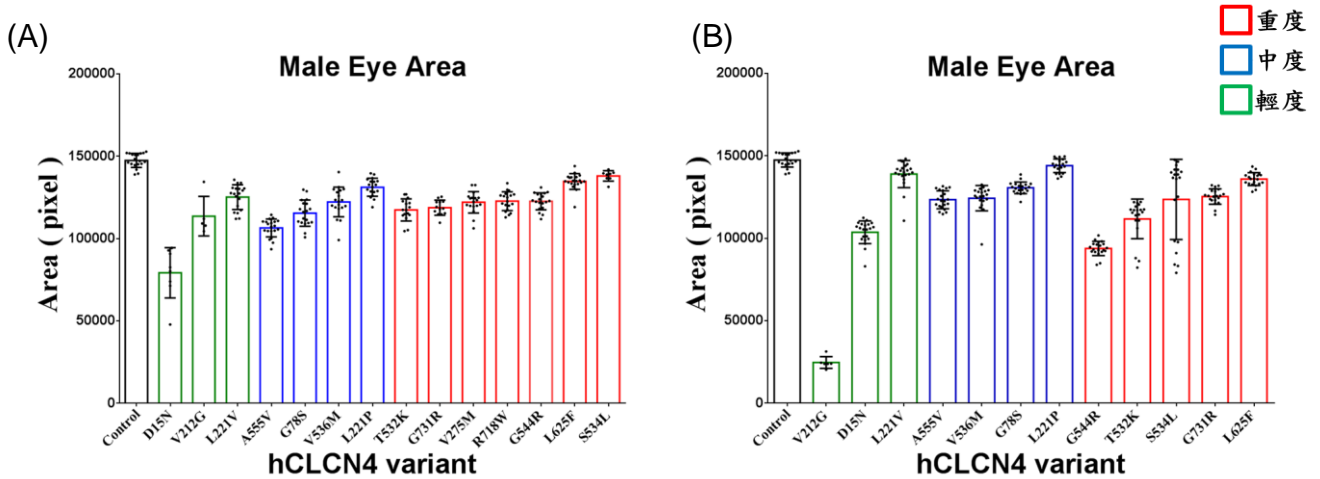 (A)
Male Eye Area
Area ( pixel )
200000
150000
100000
50000
0
Control
D15N
V212G
L221V
A555V
G78S
V536M
L221P
T532K
G731R
V275M
R718W
G544R
L625F
S534L
hCLCN4 variant
(B)
Male Eye Area
Area ( pixel )
200000
150000
100000
50000
0
Control
V212G
D15N
L221V
A555V
V536M
G78S
L221P
G544R
T532K
S534L
G731R
L625F
hCLCN4 variant
重度
中度
輕度